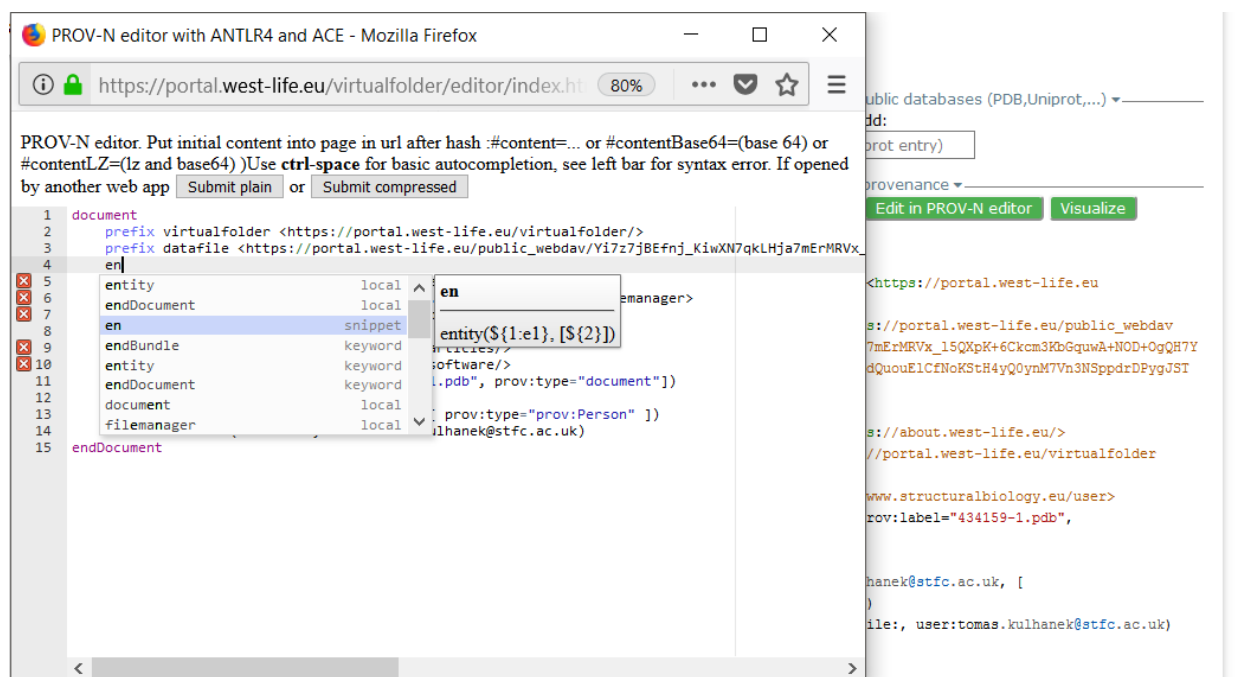 PROV-N editor with ANTLR4 and ACE - Mozilla Firefox
https://portal.west-life.eu/virtualfolder/editor/index.ht 80%
PROV-N editor. Put initial content into page in url after hash :#content=... or #contentBase64=(base 64) or
#contentLZ=(lz and base64) )Use ctrl-space for basic autocompletion, see left bar for syntax error. If opened
by another web app Submit plain or Submit compressed
1 document
2 prefix virtualfolder <https://portal.west-life.eu/virtualfolder/>
3 prefix datafile <https://portal.west-life.eu/public_webdav/Yi7z7jBEfnj_KiwXN7qkLHja7mErMRVx_
4 en
5
6 emanager>
7
8
9 articles/>
10 software/>
11 .pdb", prov:type="document"])
12
13 [ prov:type="prov:Person" ])
14 ulhanek@stfc.ac.uk)
15 endDocument
entity local
endDocument local
en snippet
endBundle keyword
entity keyword
endDocument keyword
document local
filemanager local
en
entity(${1:e1}, [${2}])
ublic databases (PDB,Uniprot,...)
dd:
prot entry)
provenance
Edit in PROV-N editor Visualize
<https://portal.west-life.eu
s://portal.west-life.eu/public_webdav
7mErMRVx_l5QXpK+6Ckcm3KbGquwA+NOD+OgQH7Y
dQuouElCfNoKStH4yQ0ynM7Vn3NSppdrDPygJST
s://about.west-life.eu/>
//portal.west-life.eu/virtualfolder
www.structuralbiology.eu/user>
rov:label="434159-1.pdb",
hanek@stfc.ac.uk, [
)
ile:, user:tomas.kulhanek@stfc.ac.uk)